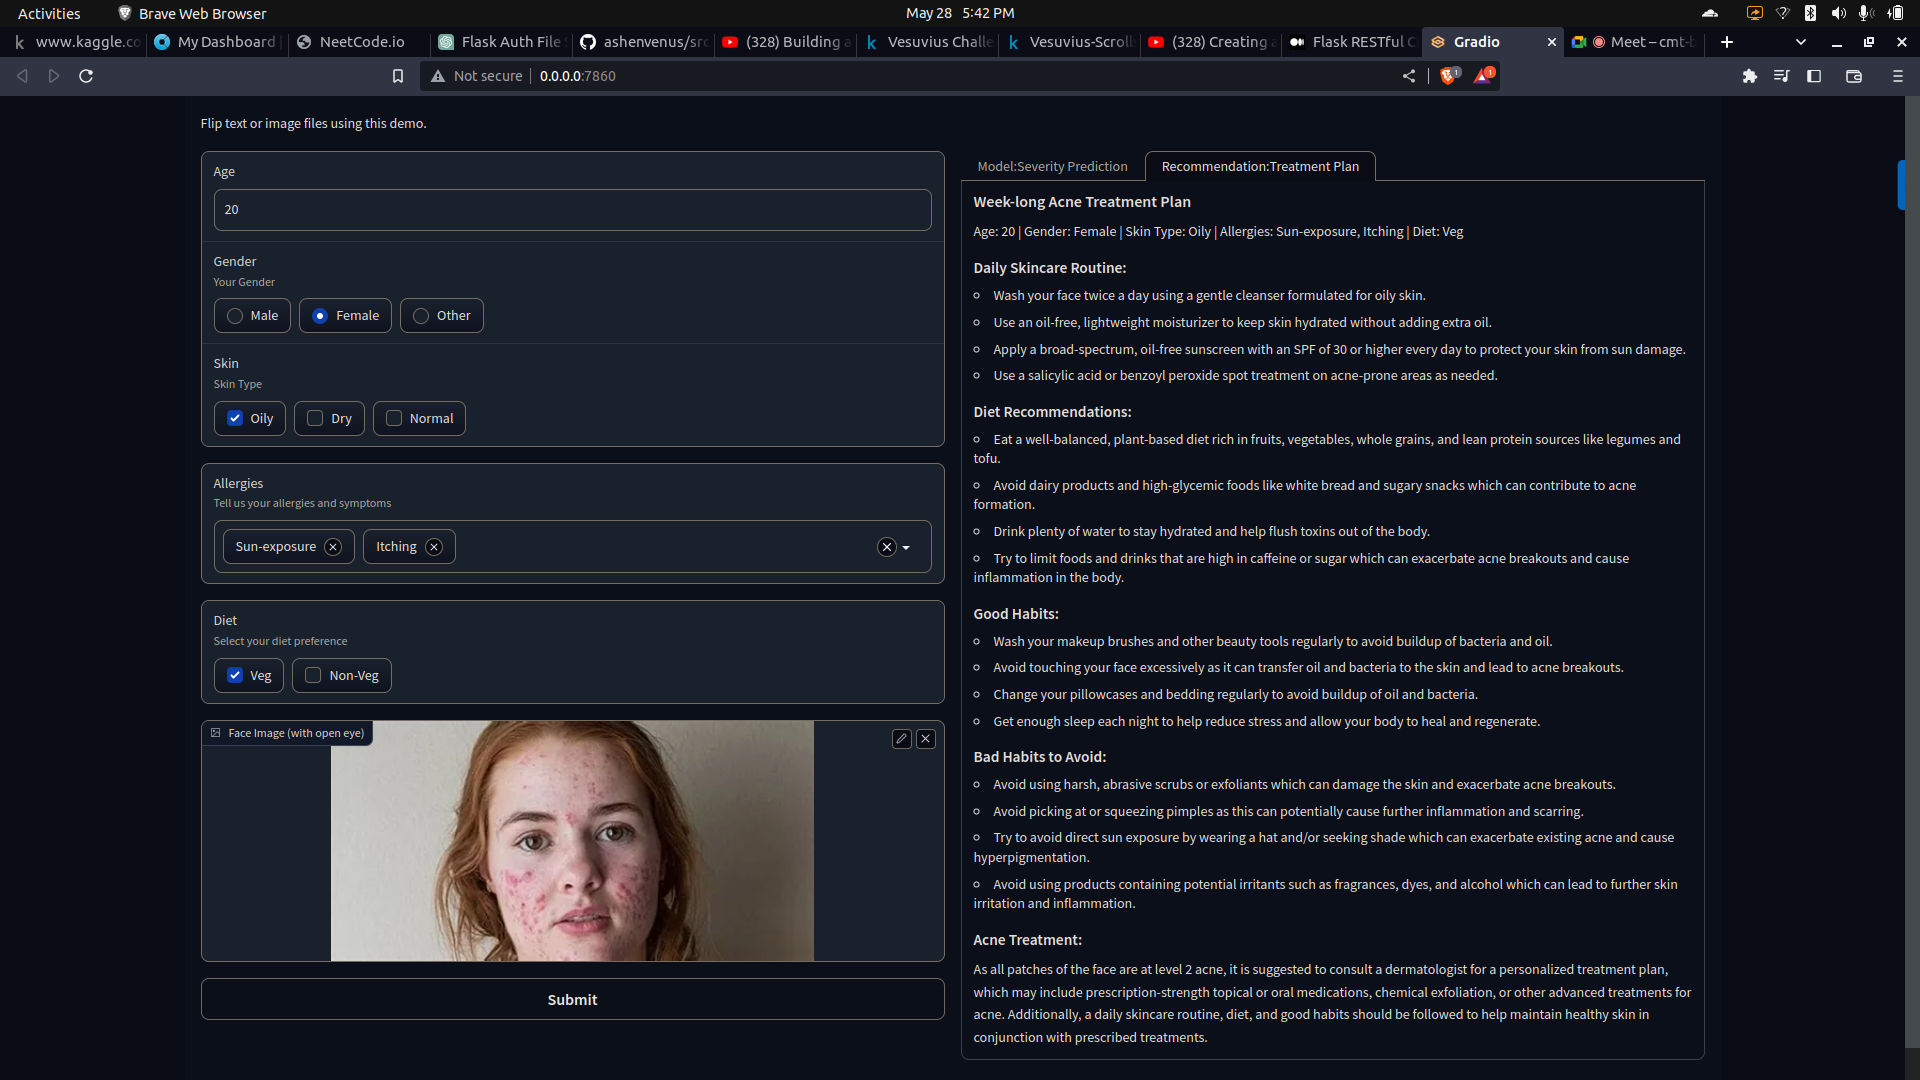 Activities
Brave Web Browser
May 28 5:42 PM
www.kaggle.co
My Dashboard
NeetCode.io
Flask Auth File
ashenvenus/src
(328) Building a
Vesuvius Challe
Vesuvius-Scroll
(328) Creating a
Flask RESTful C
Gradio
Meet – cmt-b
Not secure
0.0.0.0:7860
1
1
Flip text or image files using this demo.
Age
20
Gender
Your Gender
Male
Female
Other
Skin
Skin Type
Oily
Dry
Normal
Allergies
Tell us your allergies and symptoms
Sun-exposure
Itching
Diet
Select your diet preference
Veg
Non-Veg
Face Image (with open eye)
Submit
Model:Severity Prediction
Recommendation:Treatment Plan
Week-long Acne Treatment Plan
Age: 20 | Gender: Female | Skin Type: Oily | Allergies: Sun-exposure, Itching | Diet: Veg
Daily Skincare Routine:
Wash your face twice a day using a gentle cleanser formulated for oily skin.
Use an oil-free, lightweight moisturizer to keep skin hydrated without adding extra oil.
Apply a broad-spectrum, oil-free sunscreen with an SPF of 30 or higher every day to protect your skin from sun damage.
Use a salicylic acid or benzoyl peroxide spot treatment on acne-prone areas as needed.
Diet Recommendations:
Eat a well-balanced, plant-based diet rich in fruits, vegetables, whole grains, and lean protein sources like legumes and
tofu.
Avoid dairy products and high-glycemic foods like white bread and sugary snacks which can contribute to acne
formation.
Drink plenty of water to stay hydrated and help flush toxins out of the body.
Try to limit foods and drinks that are high in caffeine or sugar which can exacerbate acne breakouts and cause
inflammation in the body.
Good Habits:
Wash your makeup brushes and other beauty tools regularly to avoid buildup of bacteria and oil.
Avoid touching your face excessively as it can transfer oil and bacteria to the skin and lead to acne breakouts.
Change your pillowcases and bedding regularly to avoid buildup of oil and bacteria.
Get enough sleep each night to help reduce stress and allow your body to heal and regenerate.
Bad Habits to Avoid:
Avoid using harsh, abrasive scrubs or exfoliants which can damage the skin and exacerbate acne breakouts.
Avoid picking at or squeezing pimples as this can potentially cause further inflammation and scarring.
Try to avoid direct sun exposure by wearing a hat and/or seeking shade which can exacerbate existing acne and cause
hyperpigmentation.
Avoid using products containing potential irritants such as fragrances, dyes, and alcohol which can lead to further skin
irritation and inflammation.
Acne Treatment:
As all patches of the face are at level 2 acne, it is suggested to consult a dermatologist for a personalized treatment plan,
which may include prescription-strength topical or oral medications, chemical exfoliation, or other advanced treatments for
acne. Additionally, a daily skincare routine, diet, and good habits should be followed to help maintain healthy skin in
conjunction with prescribed treatments.